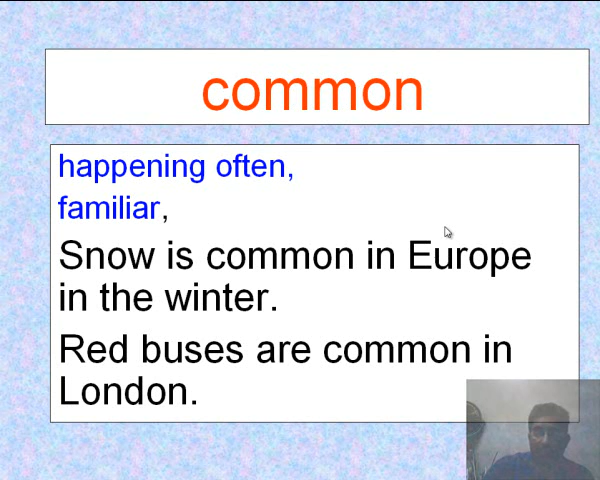 common
happening often,
familiar,
Snow is common in Europe
in the winter.
Red buses are common in
London.